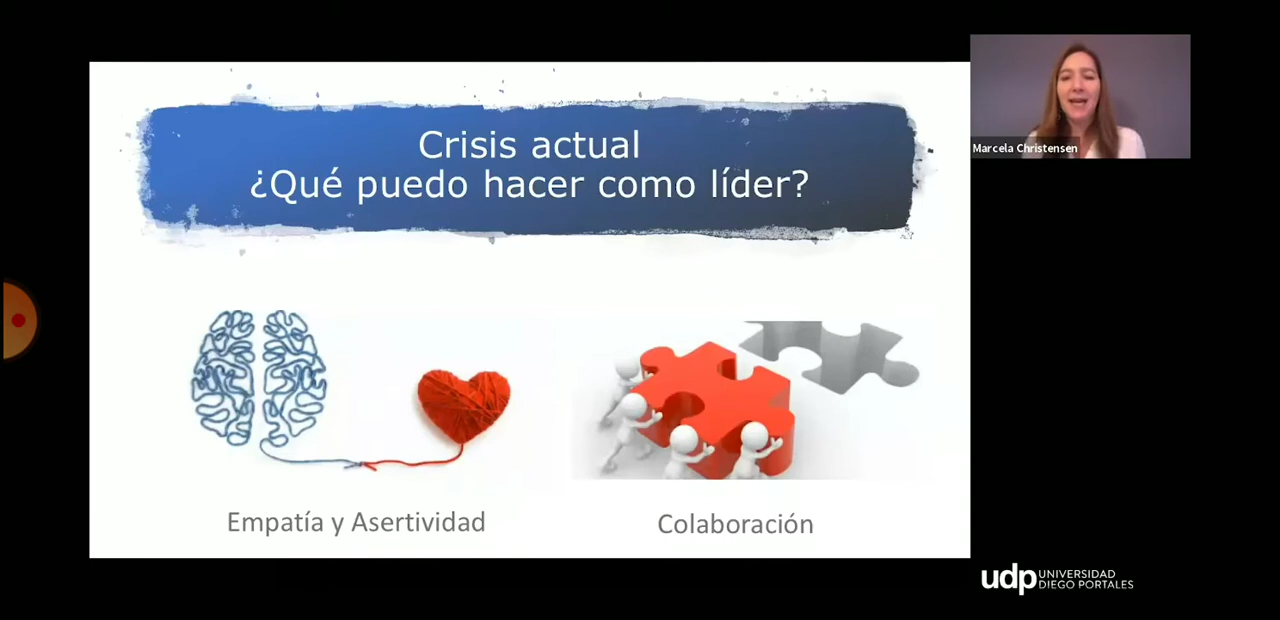 Crisis actual
¿Qué puedo hacer como líder?
Marcela Christensen
Empatía y Asertividad
Colaboración
udp UNIVERSIDAD
DIEGO PORTALES